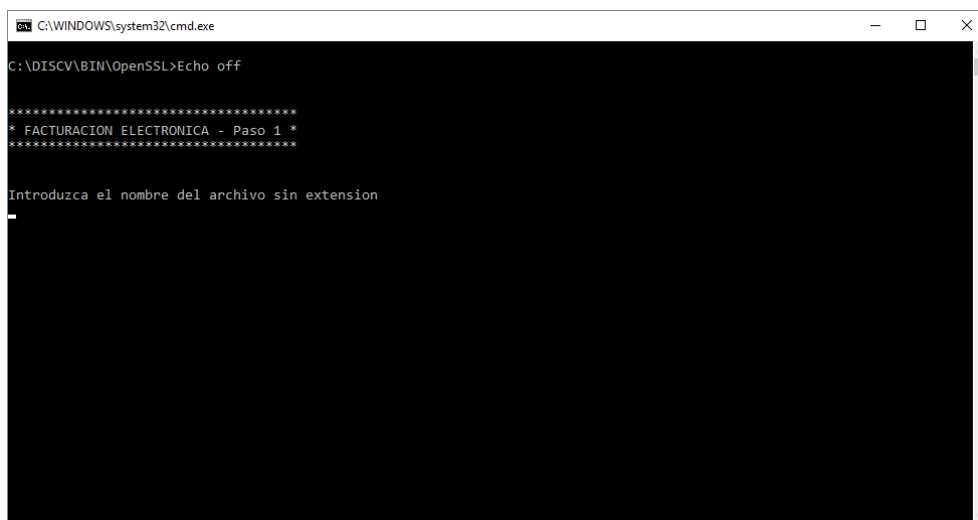 C:\WINDOWS\system32\cmd.exe
C:\DISCV\BIN\OpenSSL>Echo off
************************************
* FACTURACION ELECTRONICA - Paso 1 *
************************************
Introduzca el nombre del archivo sin extension